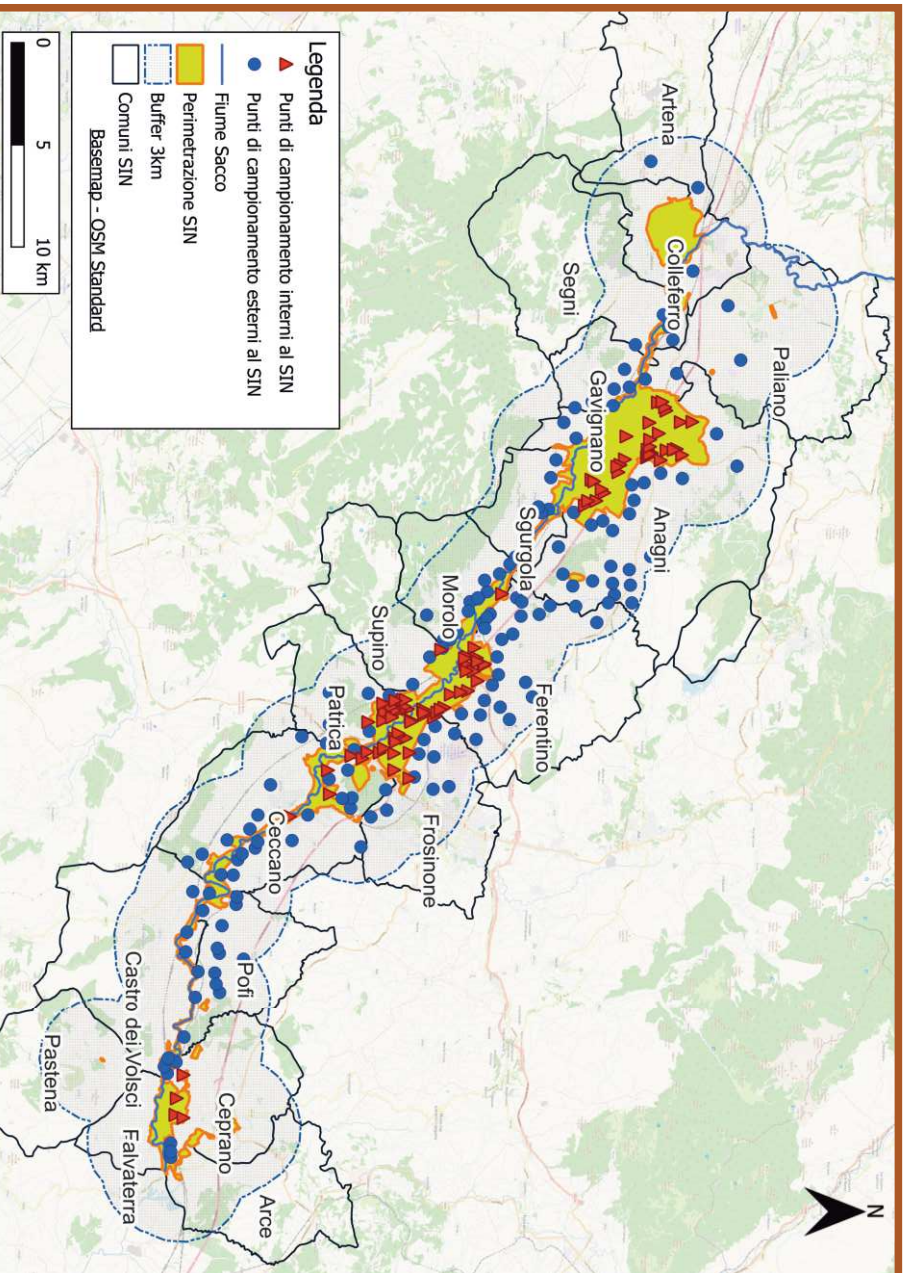 N
Artena
Colleferro
Segni
Paliano
Gavignano
Anagni
Sgurgola
Morolo
Supino
Ferentino
Patrica
Frosinone
Ceccano
Pofi
Castro dei Volsci
Pastena
Ceprano
Falvaterra
Arce
Legenda
Punti di campionamento interni al SIN
Punti di campionamento esterni al SIN
Fiume Sacco
Perimetrazione SIN
Buffer 3km
Comuni SIN
Basemap - OSM Standard
0 5 10 km